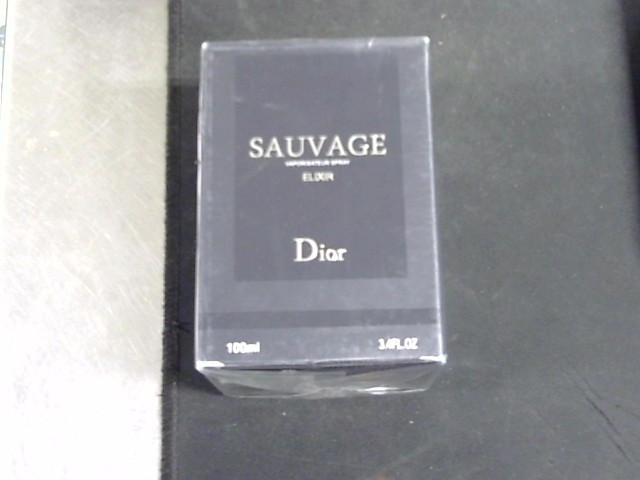 SAUVAGE
VAPORISATEUR SPRAY
ELIXIR
Dior
100ml
3.4FL.OZ